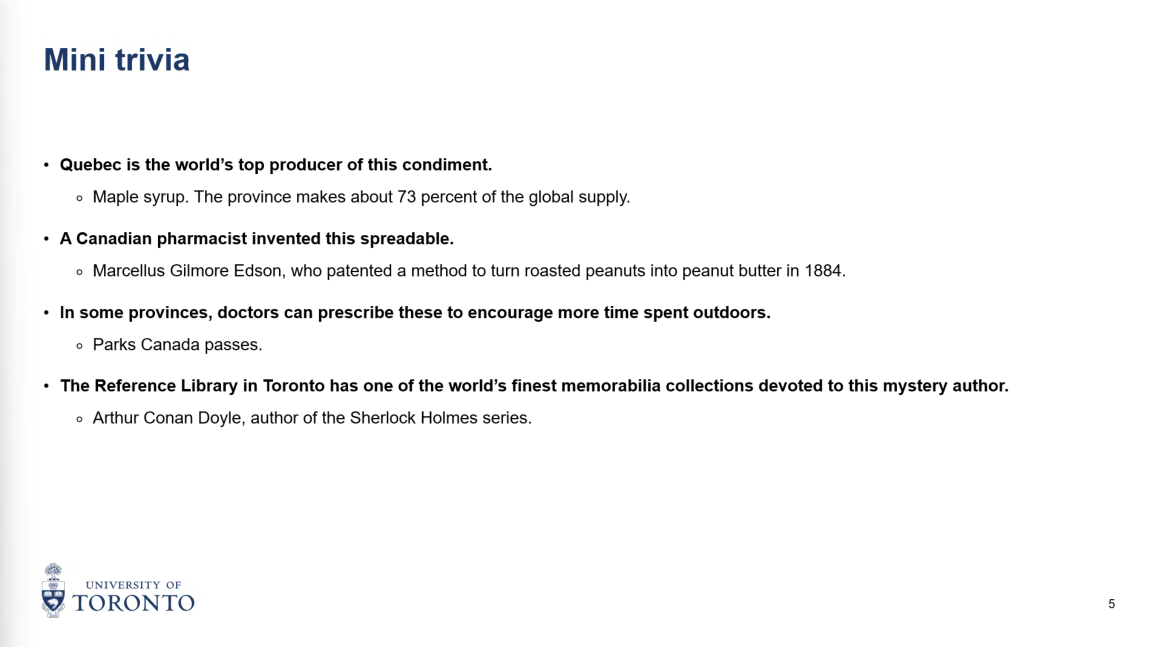 Mini trivia
• Quebec is the world’s top producer of this condiment.
○ Maple syrup. The province makes about 73 percent of the global supply.
• A Canadian pharmacist invented this spreadable.
○ Marcellus Gilmore Edson, who patented a method to turn roasted peanuts into peanut butter in 1884.
• In some provinces, doctors can prescribe these to encourage more time spent outdoors.
○ Parks Canada passes.
• The Reference Library in Toronto has one of the world’s finest memorabilia collections devoted to this mystery author.
○ Arthur Conan Doyle, author of the Sherlock Holmes series.
UNIVERSITY OF
TORONTO
5